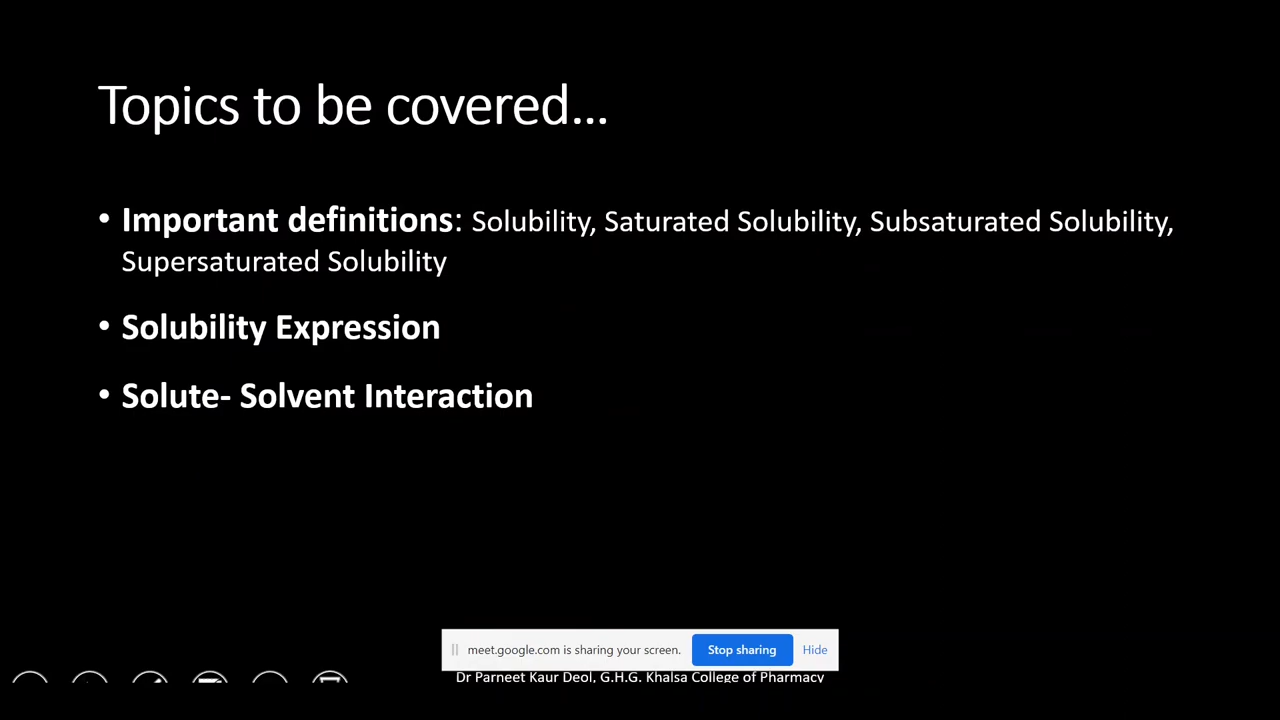 Topics to be covered...
• Important definitions: Solubility, Saturated Solubility, Subsaturated Solubility,
Supersaturated Solubility
• Solubility Expression
• Solute- Solvent Interaction
meet.google.com is sharing your screen. Stop sharing Hide
Dr Parneet Kaur Deol, G.H.G. Khalsa College of Pharmacy